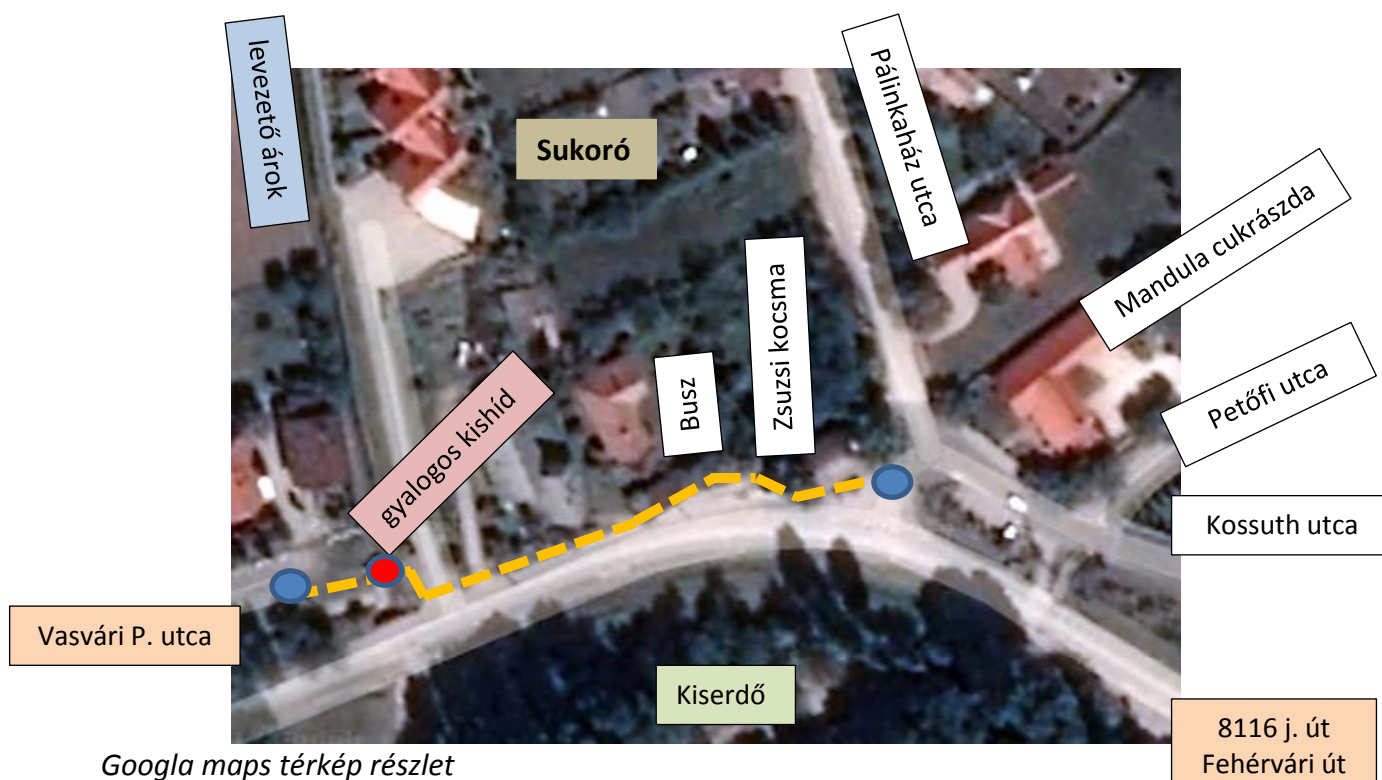 levezető árok
Sukoró
Pálinkaház utca
Mandula cukrászda
Zsuzsi kocsma
Busz
Petőfi utca
gyalogos kishíd
Kossuth utca
Vasvári P. utca
Kiserdő
8116 j. út
Fehérvári út
Googla maps térkép részlet